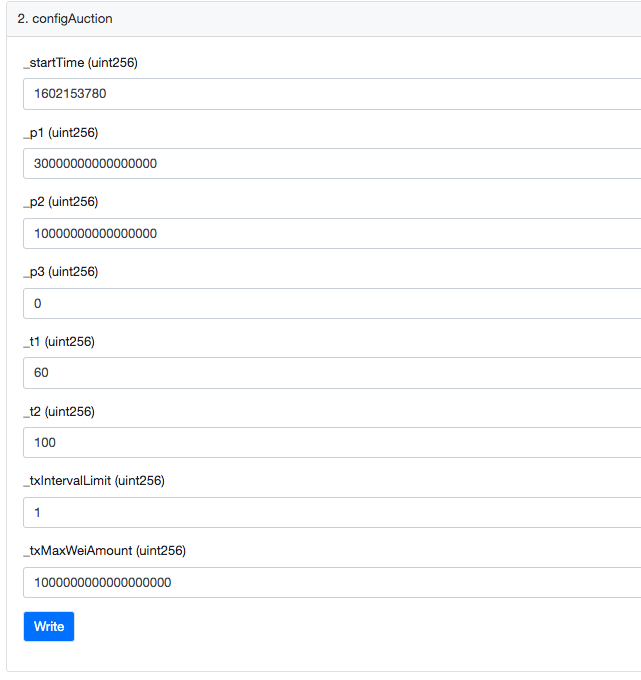 2. configAuction
_startTime (uint256)
1602153780
_p1 (uint256)
30000000000000000
_p2 (uint256)
10000000000000000
_p3 (uint256)
0
_t1 (uint256)
60
_t2 (uint256)
100
_txIntervalLimit (uint256)
1
_txMaxWeiAmount (uint256)
1000000000000000000
Write